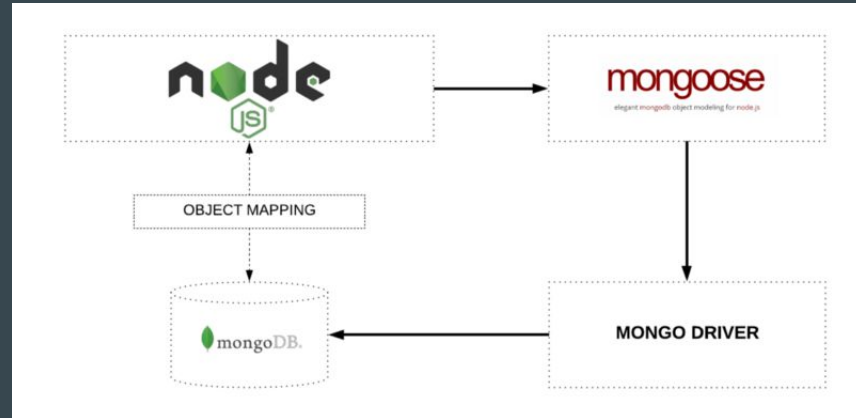 node
JS®
mongoose
elegant mongodb object modeling for node.js
OBJECT MAPPING
mongoDB.
MONGO DRIVER